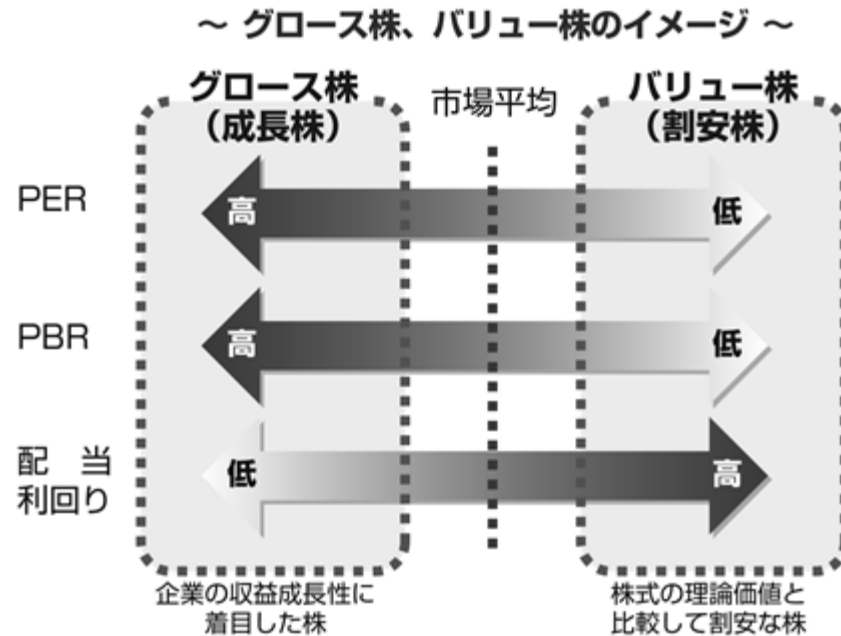 ~ グロース株、バリュー株のイメージ ~
グロース株
（成長株）
市場平均
バリュー株
（割安株）
PER
高
低
PBR
高
低
配 当
利回り
低
高
企業の収益成長性に
着目した株
株式の理論価値と
比較して割安な株